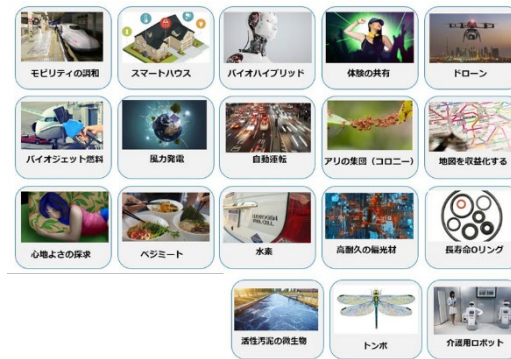 モビリティの調和
スマートハウス
バイオハイブリッド
体験の共有
ドローン
バイオジェット燃料
風力発電
自動運転
アリの集団（コロニー）
地図を収益化する
心地よさの探求
ベジミート
水素
高耐久の偏光材
長寿命Oリング
活性汚泥の微生物
トンボ
介護用ロボット